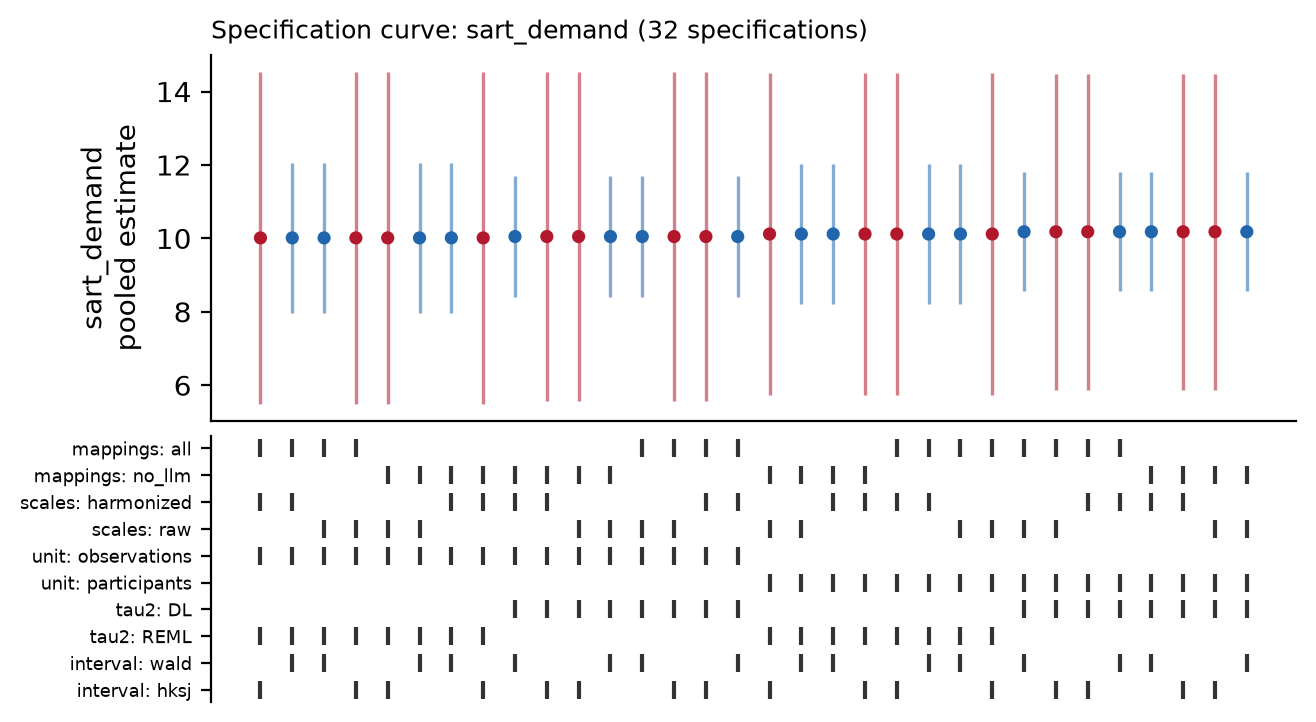 Specification curve: sart_demand (32 specifications)
sart_demand
pooled estimate
14
12
10
8
6
mappings: all
mappings: no_llm
scales: harmonized
scales: raw
unit: observations
unit: participants
tau2: DL
tau2: REML
interval: wald
interval: hksj